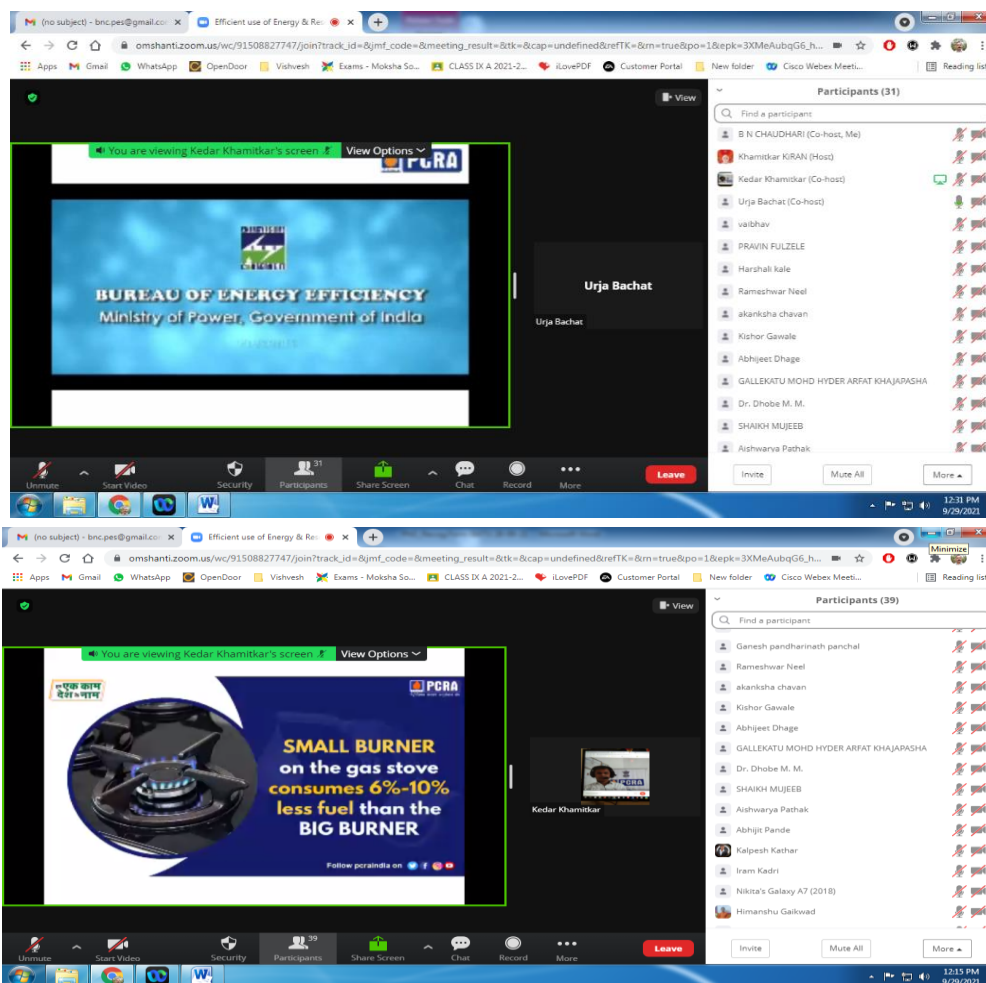 (no subject) - bnc.pes@gmail.co
Efficient use of Energy & Re
omshanti.zoom.us/wc/91508827747/join?track_id=&jmf_code=&meeting_result=&tk=&cap=undefined&refTK=&rn=true&po=1&epk=3XMeAubqG6_h...
Apps Gmail WhatsApp OpenDoor Vishvesh Exams - Moksha So... CLASS IX A 2021-2... iLovePDF Customer Portal New folder Cisco Webex Meeti... Reading list
View
Participants (31)
Find a participant
You are viewing Kedar Khamitkar's screen View Options
PCRA
BUREAU OF ENERGY EFFICIENCY
Ministry of Power, Government of India
Urja Bachat
Urja Bachat
B N CHAUDHARI (Co-host, Me)
Khamitkar KiRAN (Host)
Kedar Khamitkar (Co-host)
Urja Bachat (Co-host)
vaibhav
PRAVIN FULZELE
Harshali kale
Rameshwar Neel
akanksha chavan
Kishor Gawale
Abhijeet Dhage
GALLEKATU MOHD HYDER ARFAT KHAJAPASHA
Dr. Dhobe M. M.
SHAIKH MUJEEB
Aishwarya Pathak
Unmute Start Video Security Participants 31 Share Screen Chat Record More Leave
Invite Mute All More
12:31 PM
9/29/2021
(no subject) - bnc.pes@gmail.co
Efficient use of Energy & Res
Minimize
omshanti.zoom.us/wc/91508827747/join?track_id=&jmf_code=&meeting_result=&tk=&cap=undefined&refTK=&rn=true&po=1&epk=3XMeAubqG6_h...
Apps Gmail WhatsApp OpenDoor Vishvesh Exams - Moksha So... CLASS IX A 2021-2... iLovePDF Customer Portal New folder Cisco Webex Meeti... Reading list
View
Participants (39)
Find a participant
You are viewing Kedar Khamitkar's screen View Options
एक काम
देश के नाम
PCRA
SMALL BURNER
on the gas stove
consumes 6%-10%
less fuel than the
BIG BURNER
Follow pcraindia on
Kedar Khamitkar
Ganesh pandharinath panchal
Rameshwar Neel
akanksha chavan
Kishor Gawale
Abhijeet Dhage
GALLEKATU MOHD HYDER ARFAT KHAJAPASHA
Dr. Dhobe M. M.
SHAIKH MUJEEB
Aishwarya Pathak
Abhijit Pande
Kalpesh Kathar
Iram Kadri
Nikita's Galaxy A7 (2018)
Himanshu Gaikwad
Unmute Start Video Security Participants 39 Share Screen Chat Record More Leave
Invite Mute All More
12:15 PM
9/29/2021